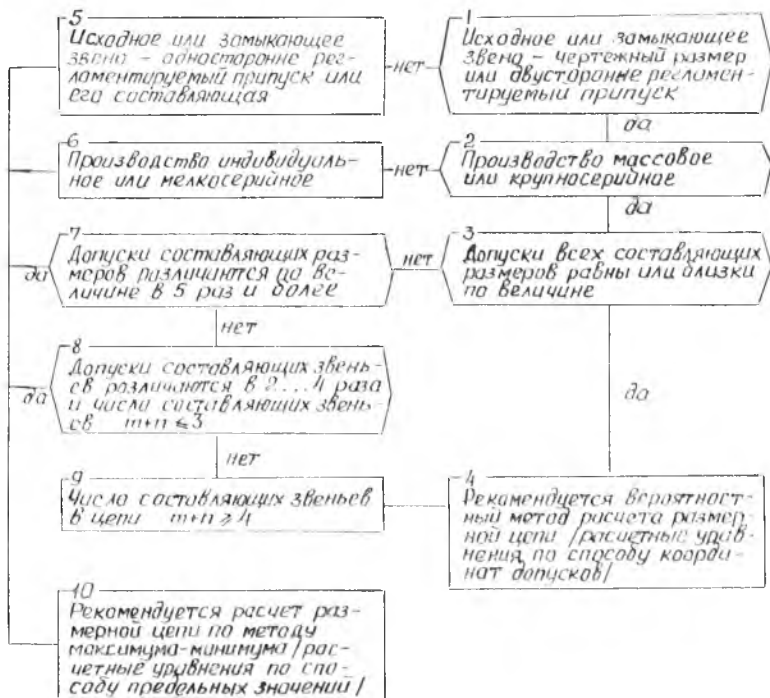 5
Исходное или замыкающее
звено – односторонне рег-
ламентируемый припуск или
его составляющая
нет
1
Исходное или замыкающее
звено – чертежный размер
или двусторонне регламен-
тируемый припуск
да
6
Производство индивидуаль-
ное или мелкосерийное
нет
2
Производство массовое
или крупносерийное
да
7
Допуски составляющих раз-
меров различаются по ве-
личине в 5 раз и более
да
нет
3
Допуски всех составляющих
размеров равны или близки
по величине
нет
да
8
Допуски составляющих звень-
ев различаются в 2...4 раза
и число составляющих звень-
ев m+n ≤ 3
да
нет
9
Число составляющих звеньев
в цепи m+n ≥ 4
4
Рекомендуется вероятност-
ный метод расчета размер-
ной цепи /расчетные урав-
нения по способу коорди-
нат допусков/
10
Рекомендуется расчет раз-
мерной цепи по методу
максимума-минимума /рас-
четные уравнения по спо-
собу предельных значений/